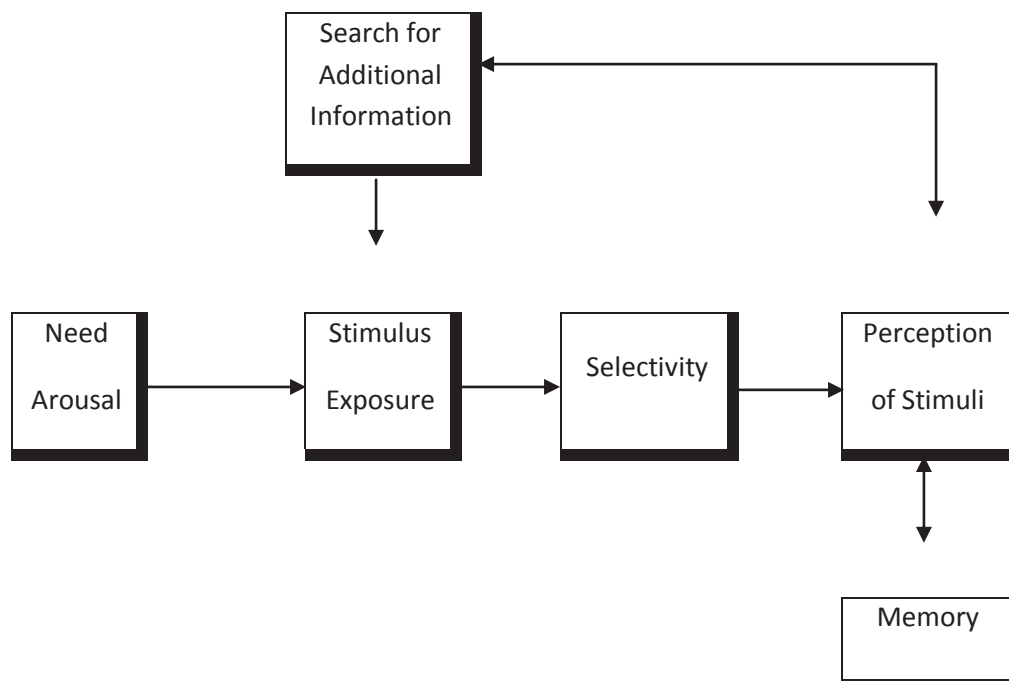 Search for
Additional
Information
Need
Arousal
Stimulus
Exposure
Selectivity
Perception
of Stimuli
Memory